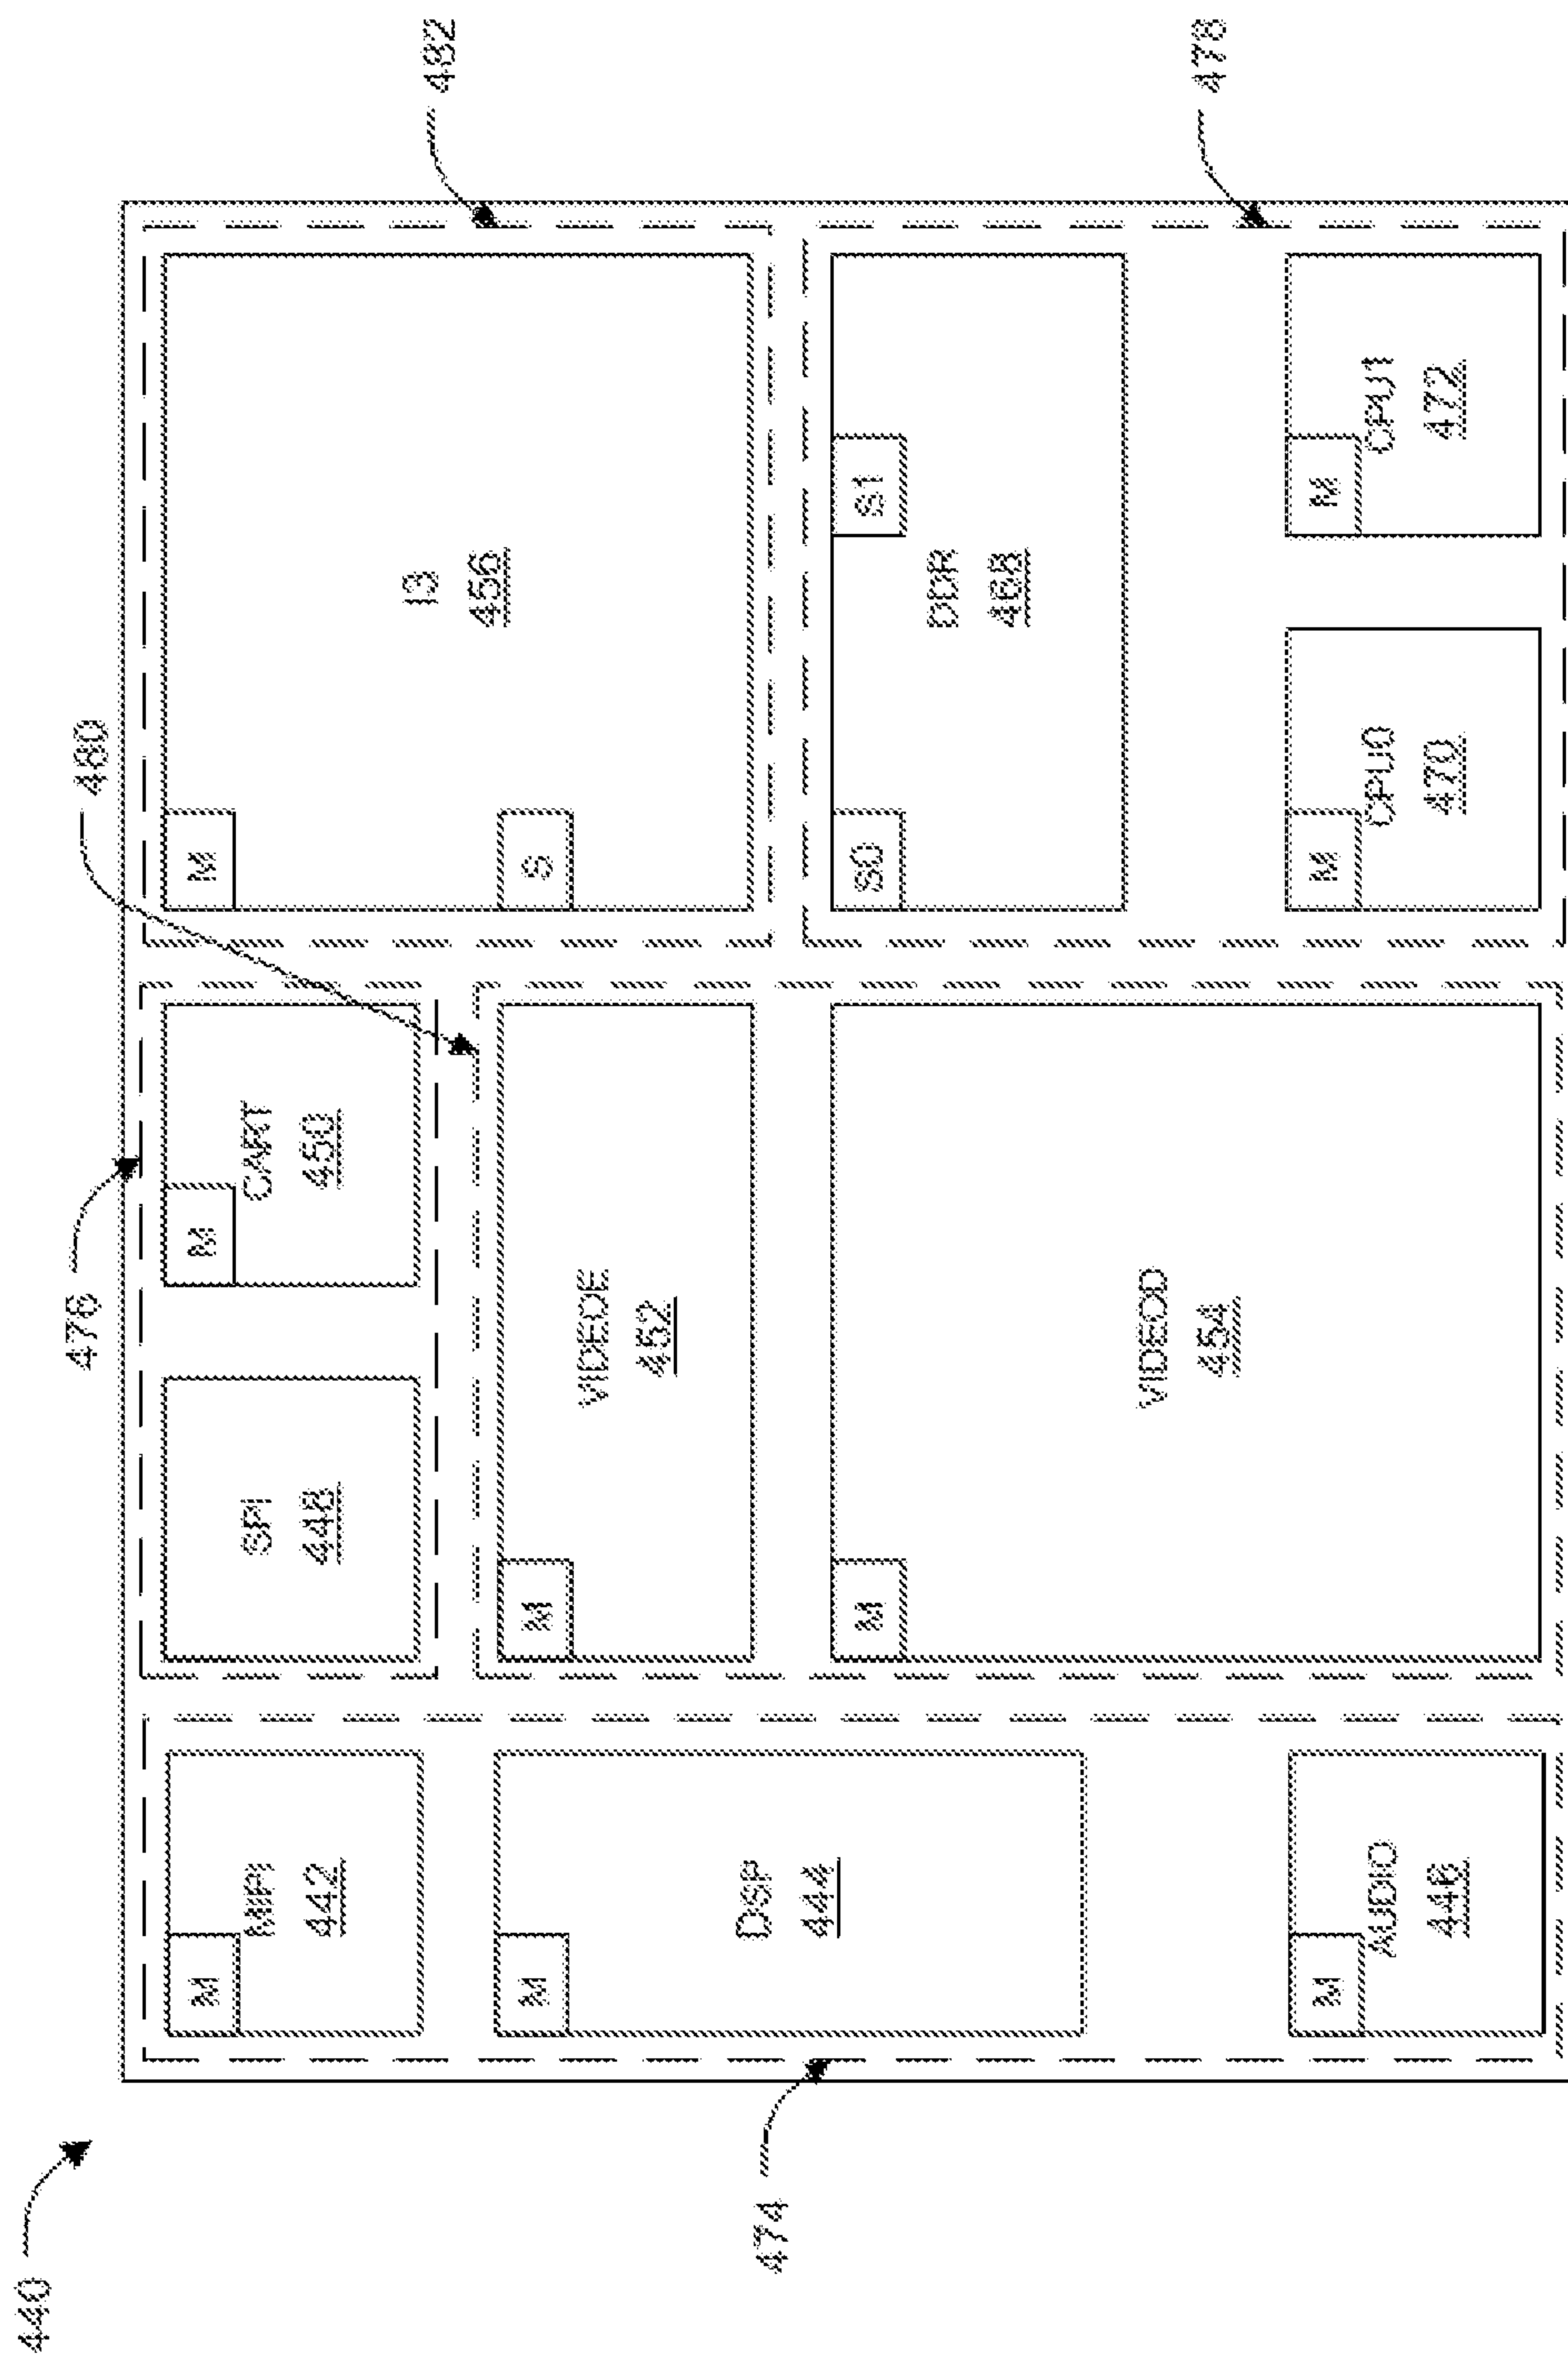 440
476
480
M
M
M
MIPI
442
SPI
448
CART
450
482
I3
456
M
M
S
VIDEOE
452
DSP
444
474
M
S0
S1
DDR
468
VIDEOD
454
478
M
M
M
AUDIO
446
CPU0
470
CPU1
472